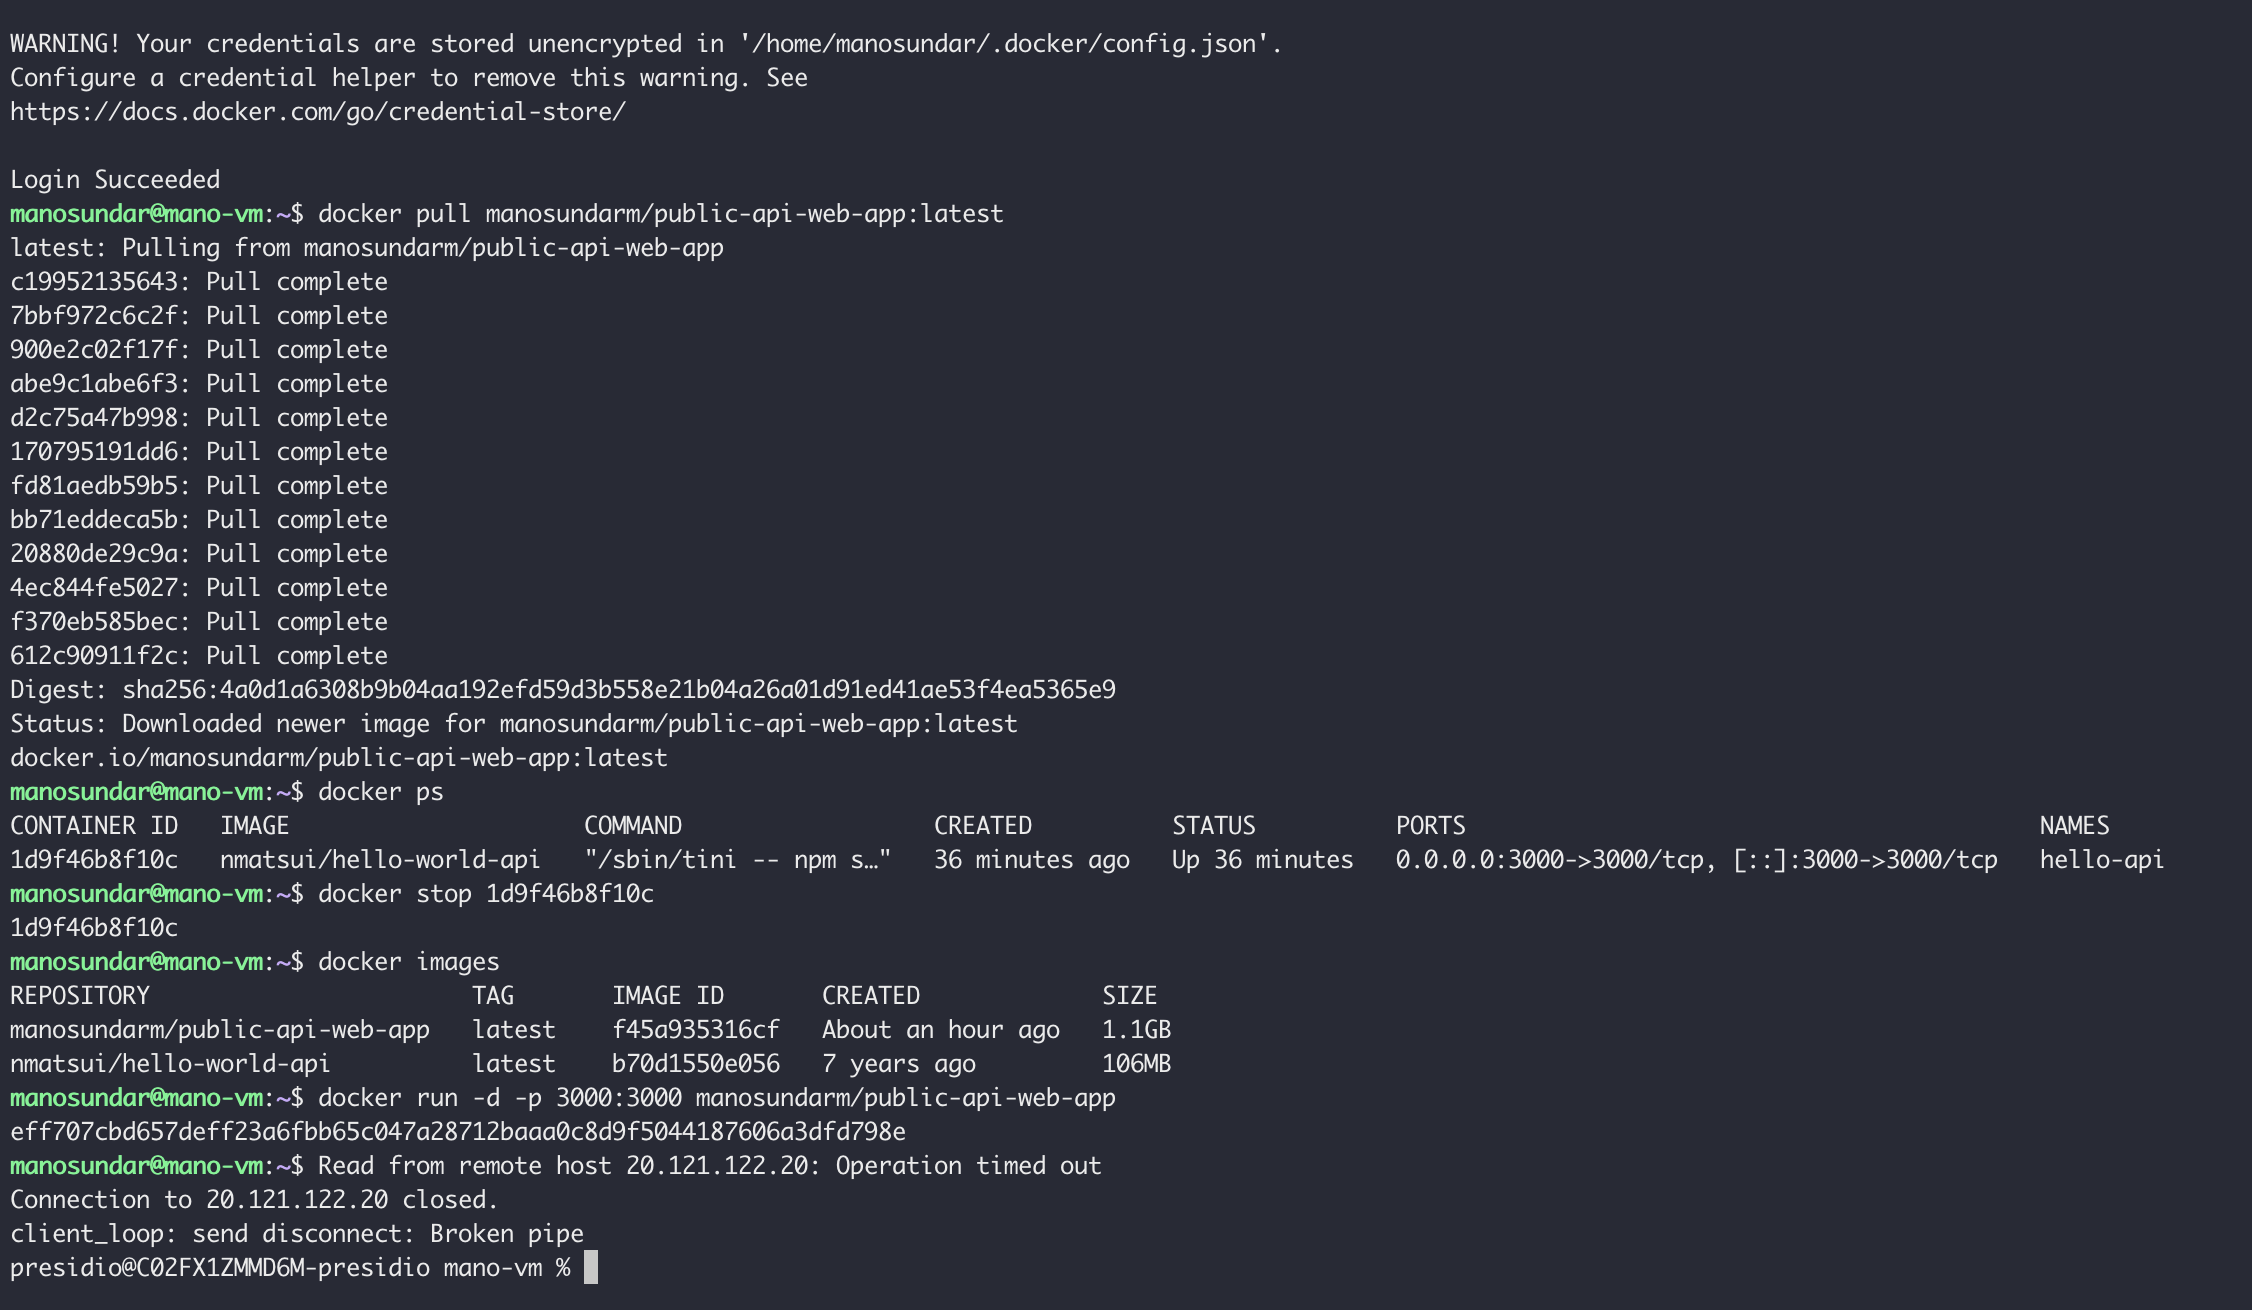 WARNING! Your credentials are stored unencrypted in '/home/manosundar/.docker/config.json'.
Configure a credential helper to remove this warning. See
https://docs.docker.com/go/credential-store/

Login Succeeded
manosundar@mano-vm:~$ docker pull manosundarm/public-api-web-app:latest
latest: Pulling from manosundarm/public-api-web-app
c19952135643: Pull complete
7bbf972c6c2f: Pull complete
900e2c02f17f: Pull complete
abe9c1abe6f3: Pull complete
d2c75a47b998: Pull complete
170795191dd6: Pull complete
fd81aedb59b5: Pull complete
bb71eddeca5b: Pull complete
20880de29c9a: Pull complete
4ec844fe5027: Pull complete
f370eb585bec: Pull complete
612c90911f2c: Pull complete
Digest: sha256:4a0d1a6308b9b04aa192efd59d3b558e21b04a26a01d91ed41ae53f4ea5365e9
Status: Downloaded newer image for manosundarm/public-api-web-app:latest
docker.io/manosundarm/public-api-web-app:latest
manosundar@mano-vm:~$ docker ps
CONTAINER ID   IMAGE                     COMMAND                  CREATED          STATUS          PORTS                                         NAMES
1d9f46b8f10c   nmatsui/hello-world-api   "/sbin/tini -- npm s…"   36 minutes ago   Up 36 minutes   0.0.0.0:3000->3000/tcp, [::]:3000->3000/tcp   hello-api
manosundar@mano-vm:~$ docker stop 1d9f46b8f10c
1d9f46b8f10c
manosundar@mano-vm:~$ docker images
REPOSITORY                       TAG       IMAGE ID       CREATED             SIZE
manosundarm/public-api-web-app   latest    f45a935316cf   About an hour ago   1.1GB
nmatsui/hello-world-api          latest    b70d1550e056   7 years ago         106MB
manosundar@mano-vm:~$ docker run -d -p 3000:3000 manosundarm/public-api-web-app
eff707cbd657deff23a6fbb65c047a28712baaa0c8d9f5044187606a3dfd798e
manosundar@mano-vm:~$ Read from remote host 20.121.122.20: Operation timed out
Connection to 20.121.122.20 closed.
client_loop: send disconnect: Broken pipe
presidio@C02FX1ZMMD6M-presidio mano-vm %